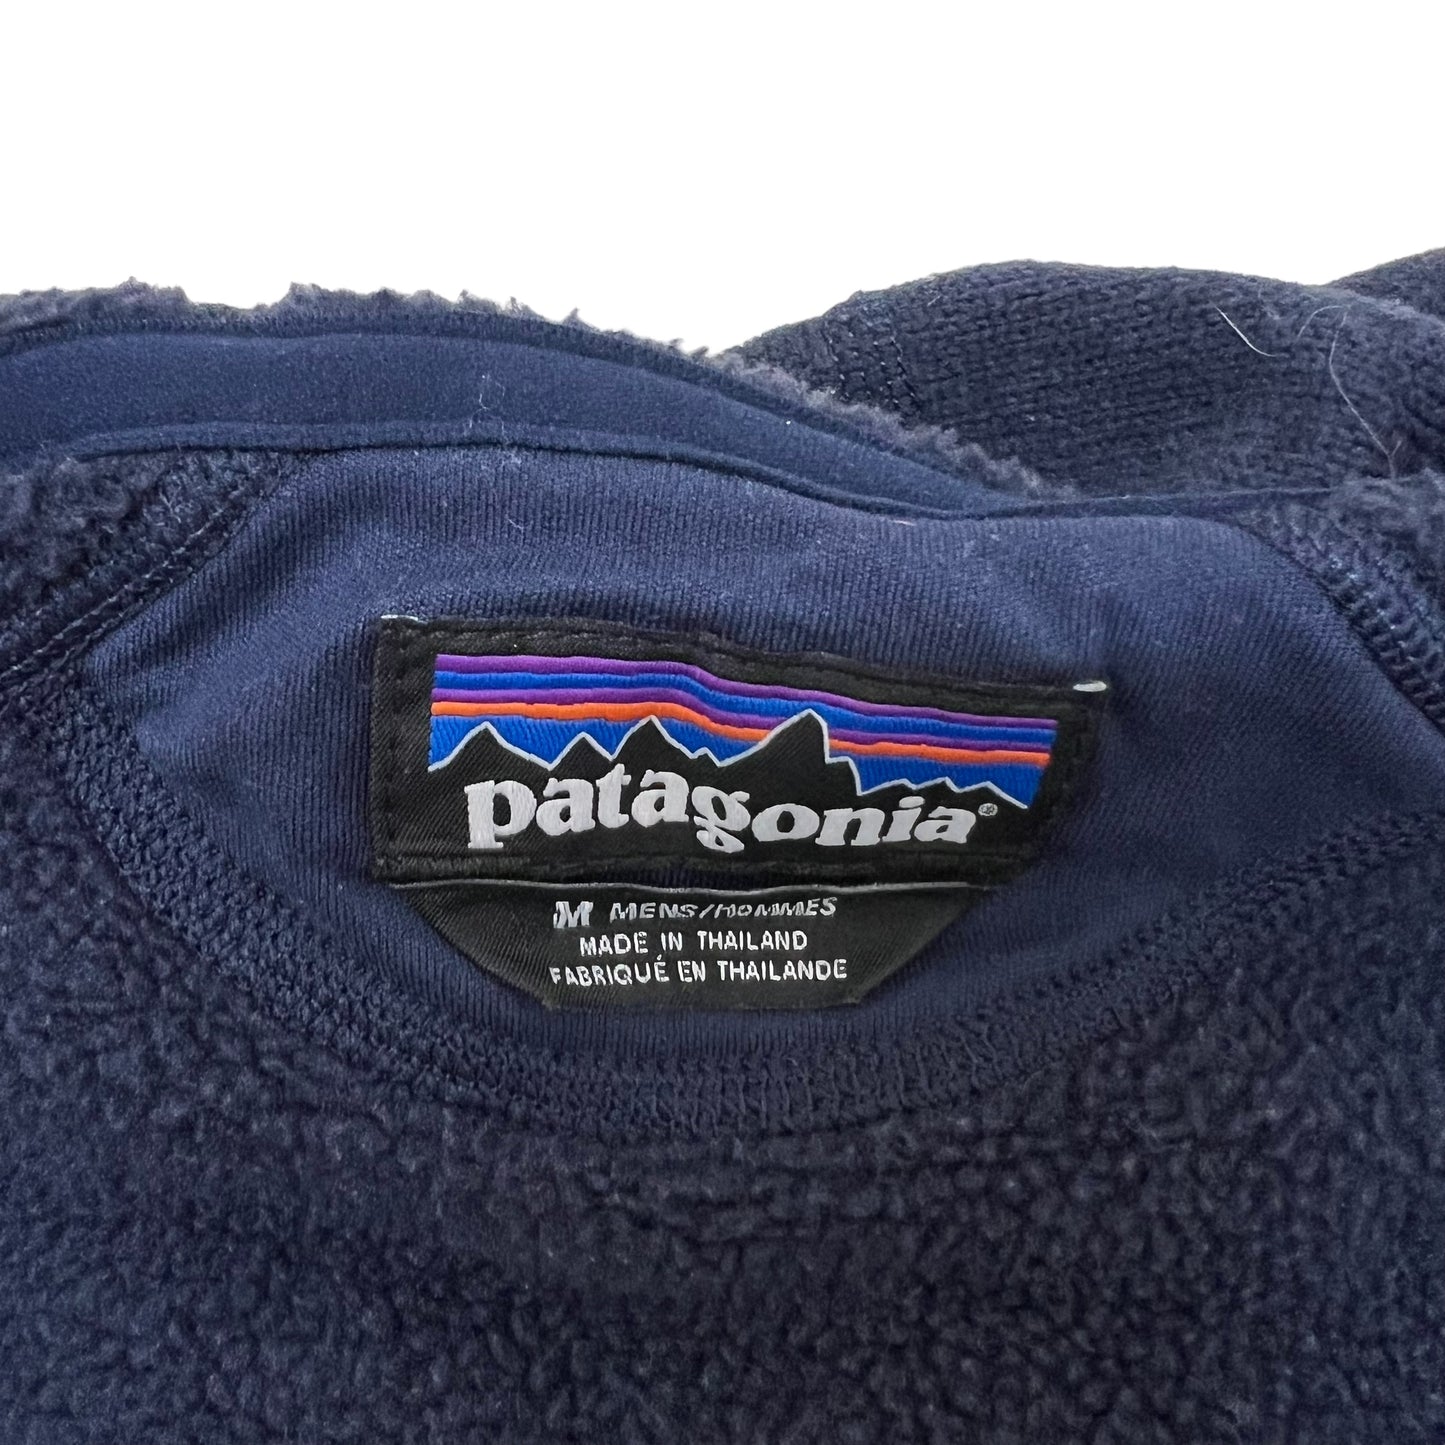 patagonia®
M MENS/HOMMES
MADE IN THAILAND
FABRIQUÉ EN THAILANDE